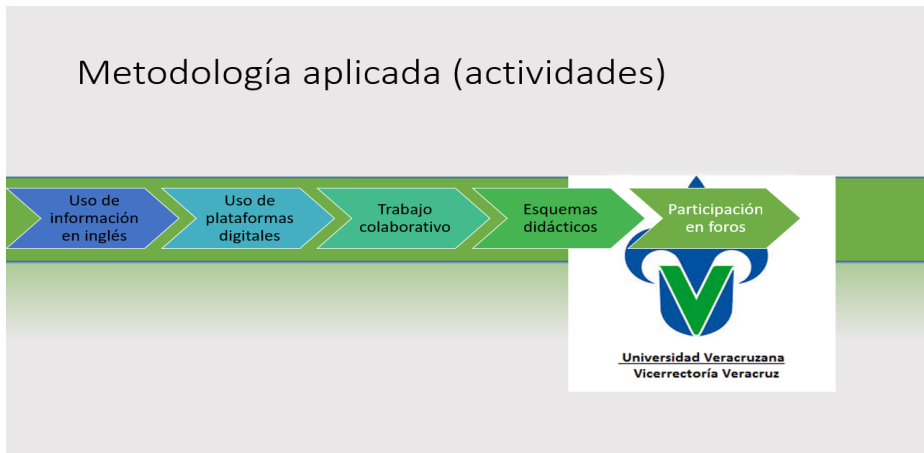 Metodología aplicada (actividades)
Uso de
información
en inglés
Uso de
plataformas
digitales
Trabajo
colaborativo
Esquemas
didácticos
Participación
en foros
Universidad Veracruzana
Vicerrectoría Veracruz